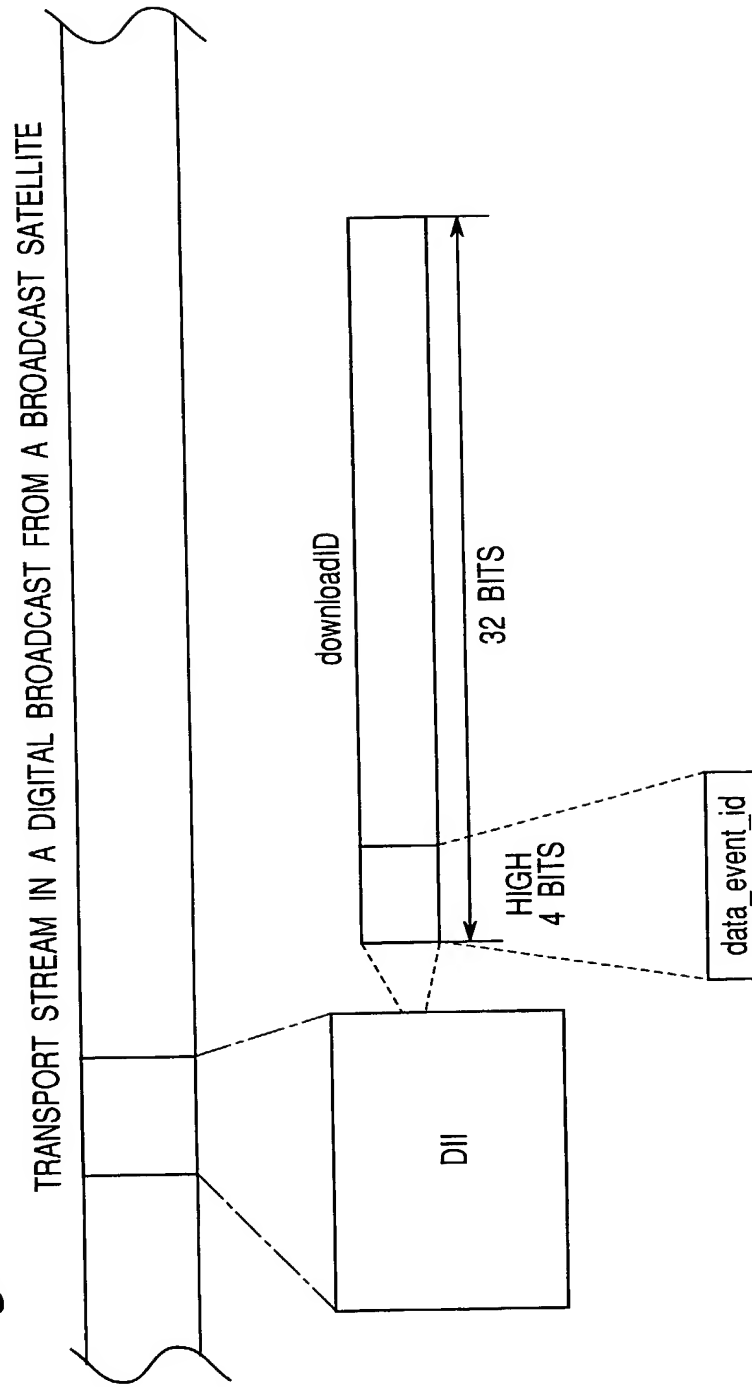 TRANSPORT STREAM IN A DIGITAL BROADCAST FROM A BROADCAST SATELLITE
downloadID
32 BITS
HIGH
4 BITS
DII
data_event_id